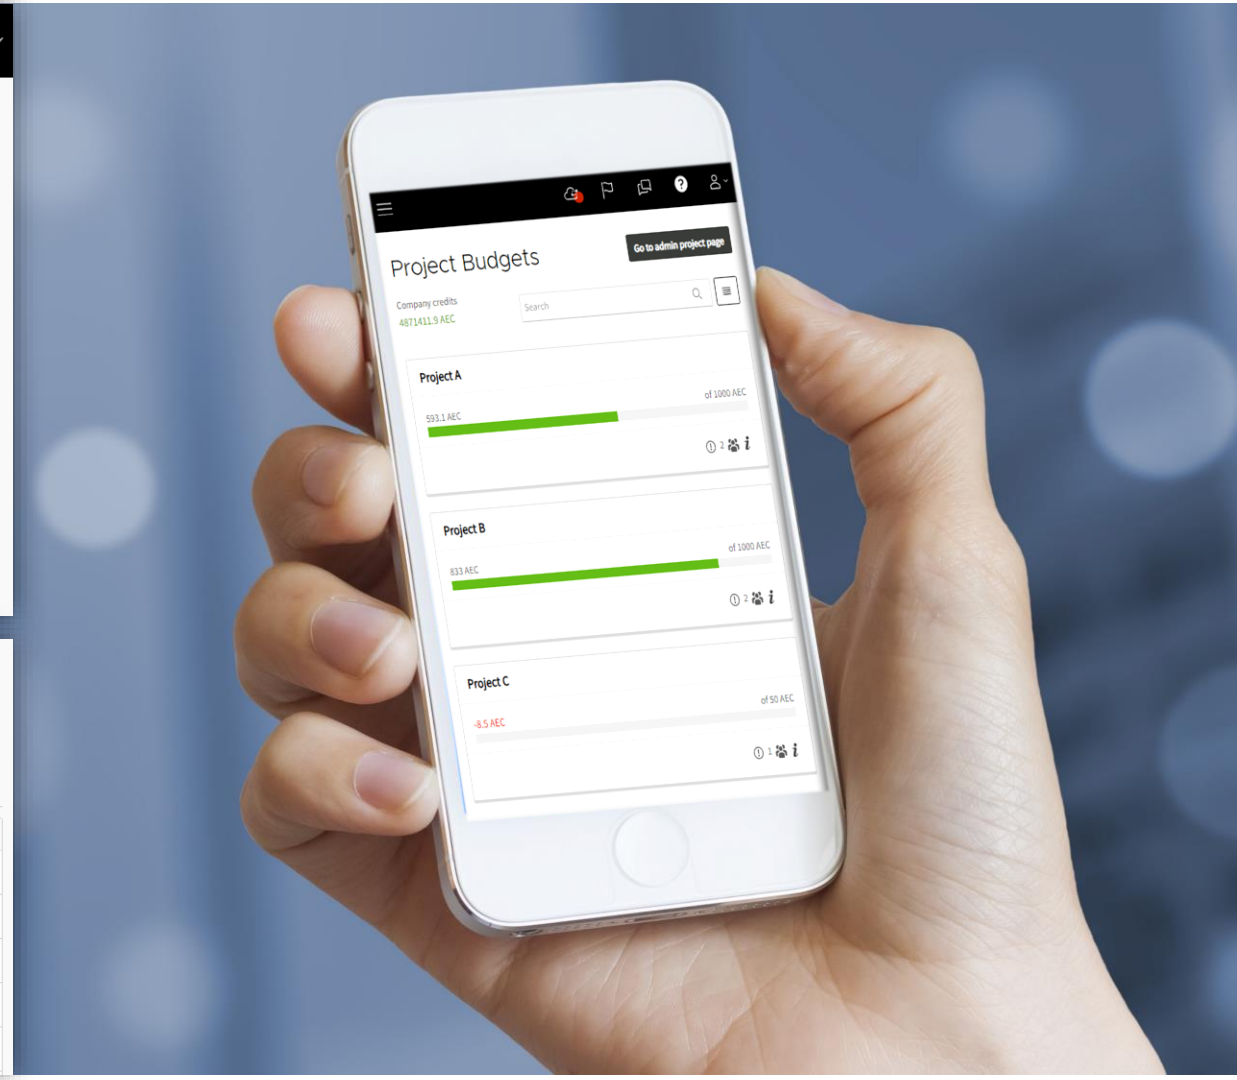 ?
Project Budgets
Go to admin project page
Company credits
4871411.9 AEC
Search
Project A
593.1 AEC
of 1000 AEC
2
Project B
833 AEC
of 1000 AEC
2
Project C
-8.5 AEC
of 50 AEC
1